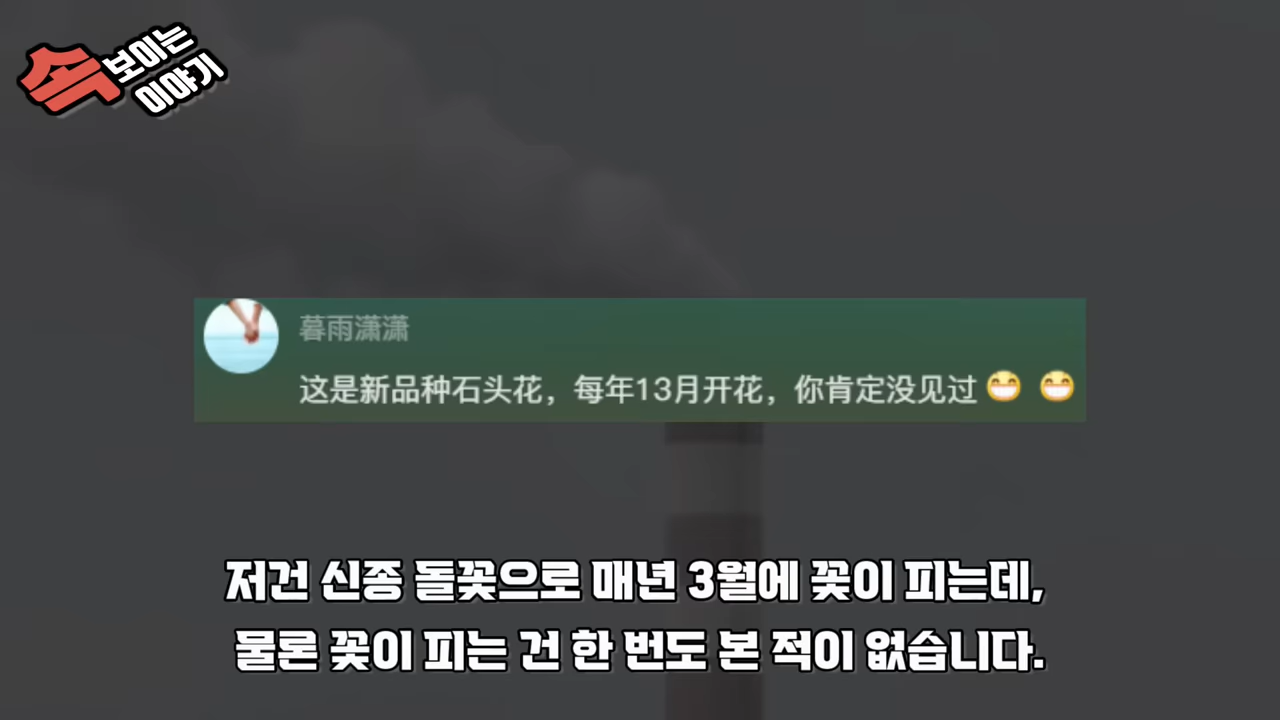 속보이는
이야기
暮雨潇潇
这是新品种石头花，每年13月开花，你肯定没见过😁 😁
저건 신종 돌꽃으로 매년 3월에 꽃이 피는데,
물론 꽃이 피는 건 한 번도 본 적이 없습니다.